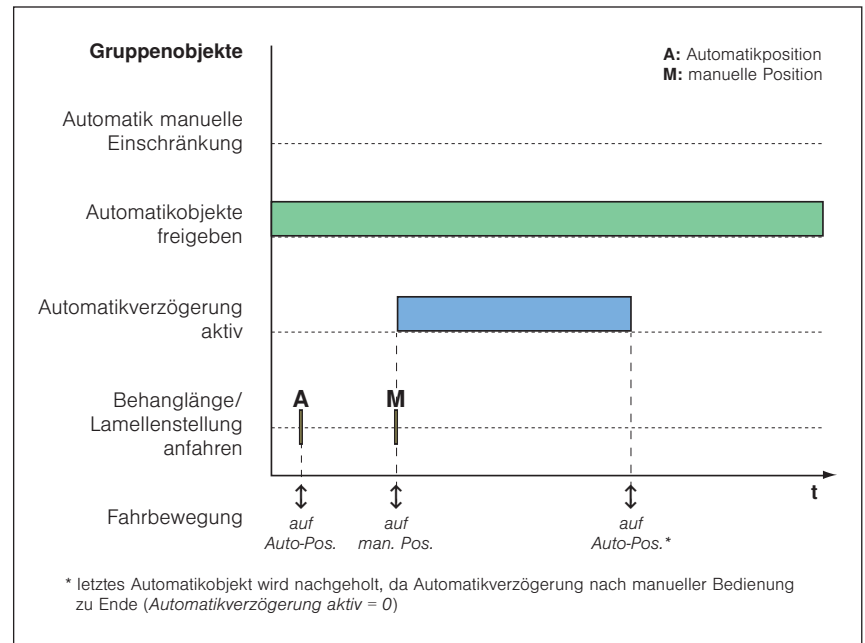 Gruppenobjekte
A: Automatikposition
M: manuelle Position
Automatik manuelle
Einschränkung
Automatikobjekte
freigeben
Automatikverzögerung
aktiv
Behanglänge/
Lamellenstellung
anfahren
A
M
t
Fahrbewegung
auf
Auto-Pos.
auf
man. Pos.
auf
Auto-Pos.*
* letztes Automatikobjekt wird nachgeholt, da Automatikverzögerung nach manueller Bedienung
zu Ende (Automatikverzögerung aktiv = 0)